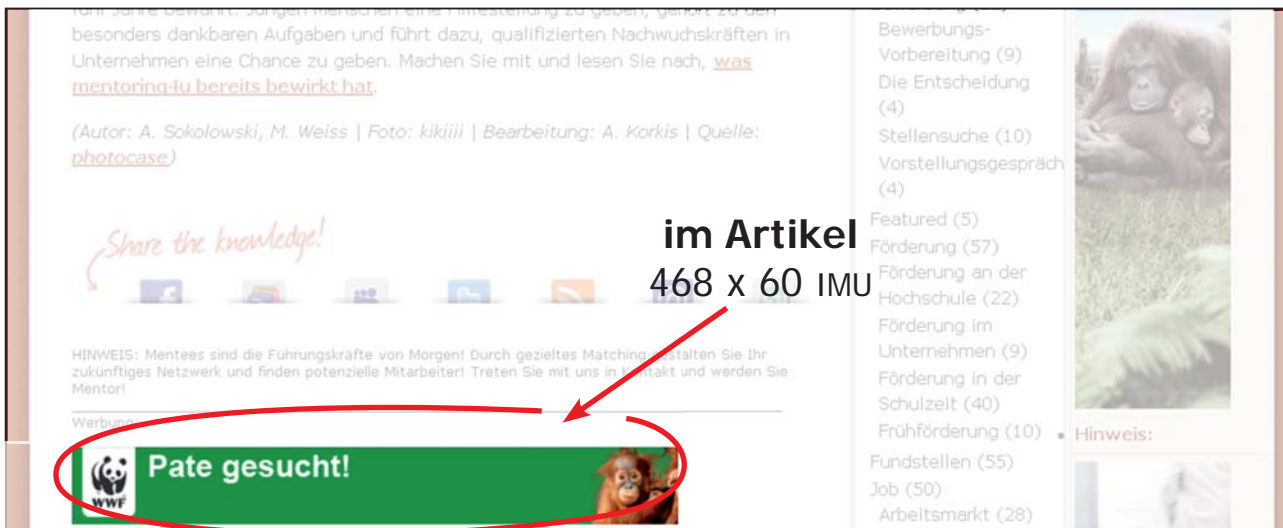 fünf Jahre bewährt. Jungen Menschen eine Hilfestellung zu geben, gehört zu den
besonders dankbaren Aufgaben und führt dazu, qualifizierten Nachwuchskräften in
Unternehmen eine Chance zu geben. Machen Sie mit und lesen Sie nach, was
mentoring4u bereits bewirkt hat.
(Autor: A. Sokolowski, M. Weiss | Foto: kikiiii | Bearbeitung: A. Korkis | Quelle:
photocase)
Share the knowledge!
im Artikel
468 x 60 IMU
HINWEIS: Mentees sind die Führungskräfte von Morgen! Durch gezieltes Matching gestalten Sie Ihr
zukünftiges Netzwerk und finden potenzielle Mitarbeiter! Treten Sie mit uns in Kontakt und werden Sie
Mentor!
Werbung:
Pate gesucht!
WWF
Bewerbungs-
Vorbereitung (9)
Die Entscheidung
(4)
Stellensuche (10)
Vorstellungsgespräch
(4)
Featured (5)
Förderung (57)
Förderung an der
Hochschule (22)
Förderung im
Unternehmen (9)
Förderung in der
Schulzeit (40)
Frühförderung (10)
Fundstellen (55)
Job (50)
Arbeitsmarkt (28)
Hinweis: